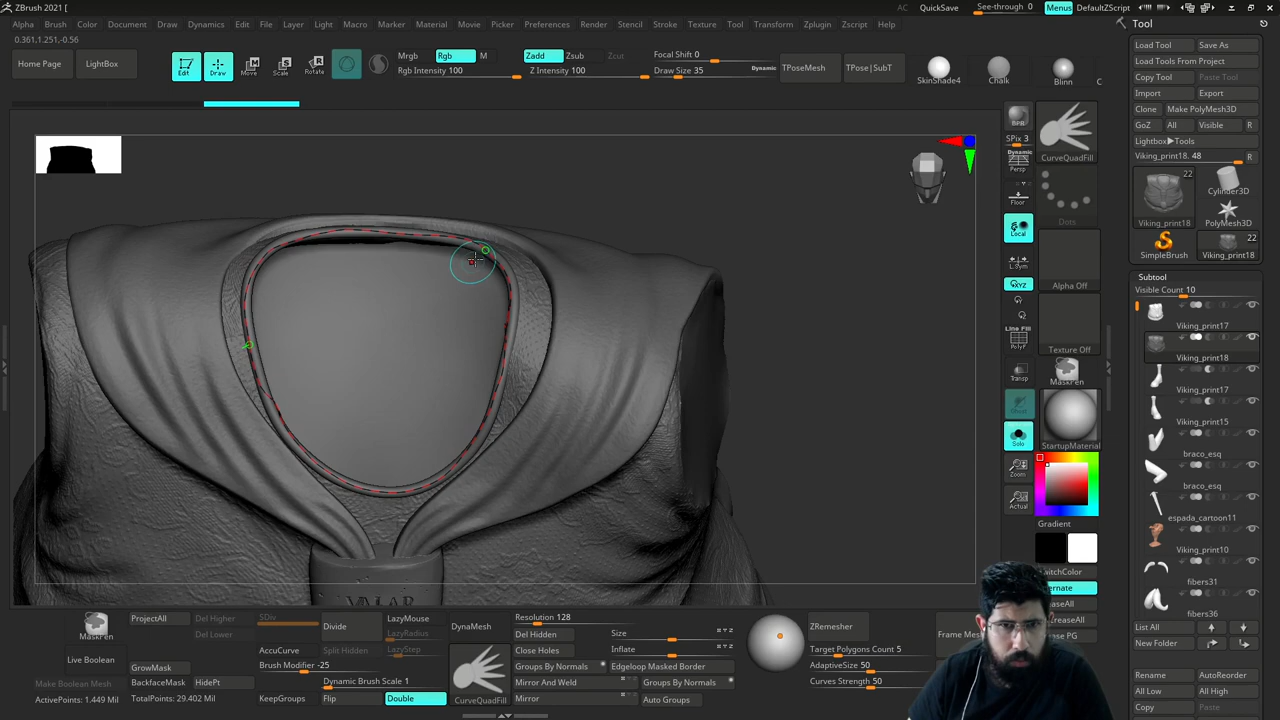 ZBrush 2021 [
AC QuickSave See-through 0 Menus DefaultZScript
Alpha Brush Color Document Draw Dynamics Edit File Layer Light Macro Marker Material Movie Picker Preferences Render Stencil Stroke Texture Tool Transform Zplugin Zscript Help
0.361,1.251,-0.56
Home Page LightBox
Edit Draw Move Scale Rotate
Mrgb Rgb M
Rgb Intensity 100
Zadd Zsub Zcut
Z Intensity 100
Focal Shift 0
Draw Size 35 Dynamic
TPoseMesh TPose|SubT
SkinShade4 Chalk Blinn C
Tool
Load Tool Save As
Load Tools From Project
Copy Tool Paste Tool
Import Export
Clone Make PolyMesh3D
GoZ All Visible R
Lightbox▶Tools
Viking_print18. 48 R
22
Cylinder3D
Viking_print18 PolyMesh3D
22
SimpleBrush Viking_print18
Subtool
Visible Count 10
Viking_print17
Viking_print18
Viking_print17
Viking_print15
braco_esq
braco_esq
espada_cartoon11
Viking_print10
fibers31
fibers36
List All
New Folder
Rename AutoReorder
All Low All High
Copy Paste
BPR
SPix 3
Dynamic
Persp
Floor
Local
L.Sym
XYZ
Line Fill
PolyF
Transp
Ghost
Solo
Zoom
Actual
CurveQuadFill
Dots
Alpha Off
Texture Off
MaskPen
StartupMaterial
Gradient
SwitchColor
VALAR
MaskPen
Live Boolean
Make Boolean Mesh
ActivePoints: 1.449 Mil
ProjectAll
GrowMask
BackfaceMask HidePt
TotalPoints: 29.402 Mil
Del Higher
Del Lower
SDiv
AccuCurve
Brush Modifier -25
KeepGroups
Divide
Split Hidden
Dynamic Brush Scale 1
Flip Double
LazyMouse
LazyRadius
LazyStep
DynaMesh
CurveQuadFill
Resolution 128
Del Hidden
Close Holes
Groups By Normals
Mirror And Weld
Mirror
Size
Inflate
Edgeloop Masked Border
Groups By Normals
Auto Groups
ZRemesher
Target Polygons Count 5
AdaptiveSize 50
Curves Strength 50
Frame Mes